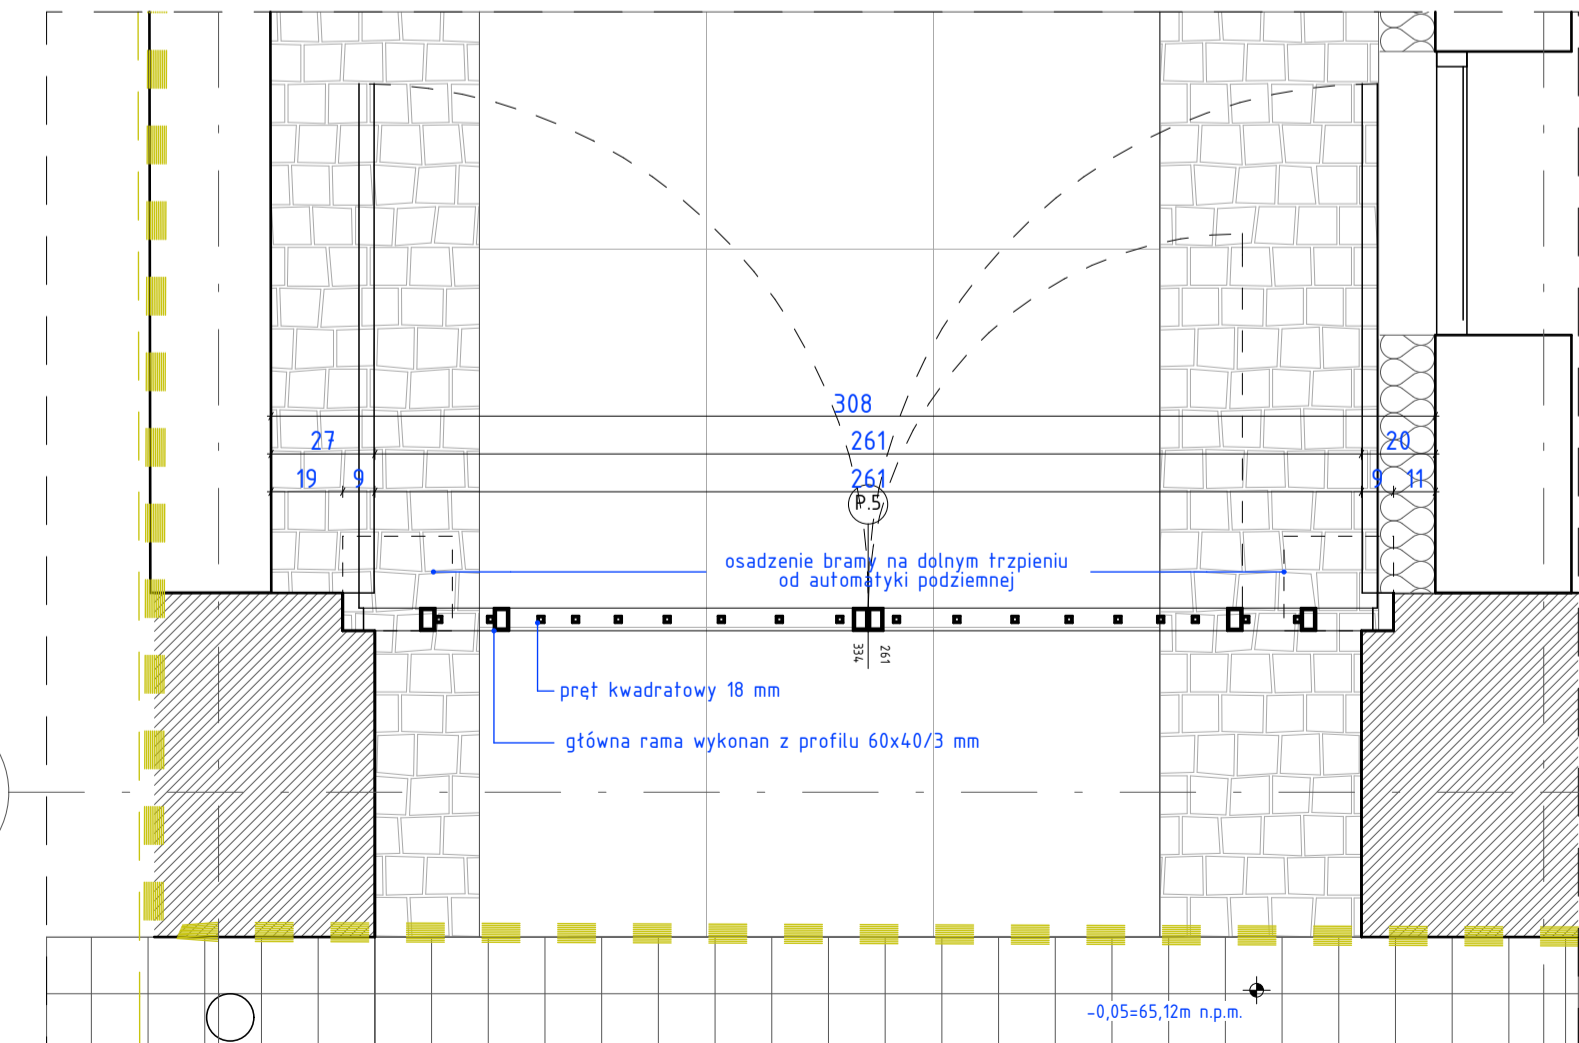 308
27 261 20
19 9 261 9 11
P.5
osadzenie bramy na dolnym trzpieniu
od automatyki podziemnej
334 261
pręt kwadratowy 18 mm
główna rama wykonan z profilu 60x40/3 mm
-0,05=65,12m n.p.m.